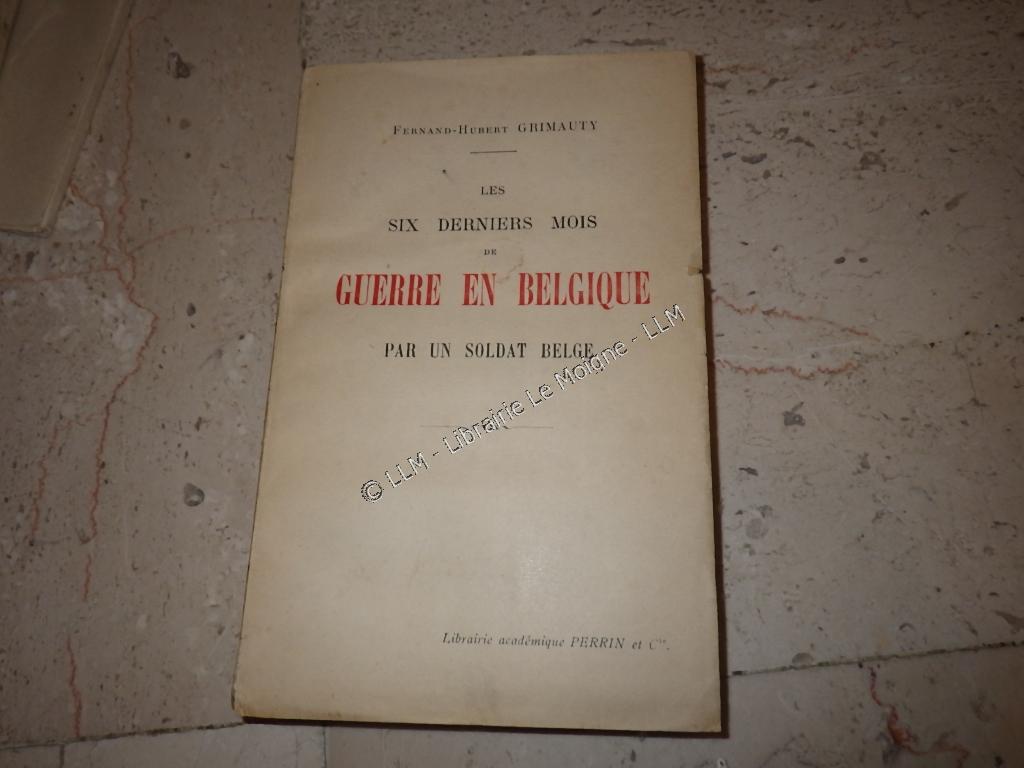 Fernand-Hubert GRIMAUTY
LES
SIX DERNIERS MOIS
DE
GUERRE EN BELGIQUE
PAR UN SOLDAT BELGE
© LLM - Librairie Le Moigne - LLM
Librairie académique PERRIN et Cie.